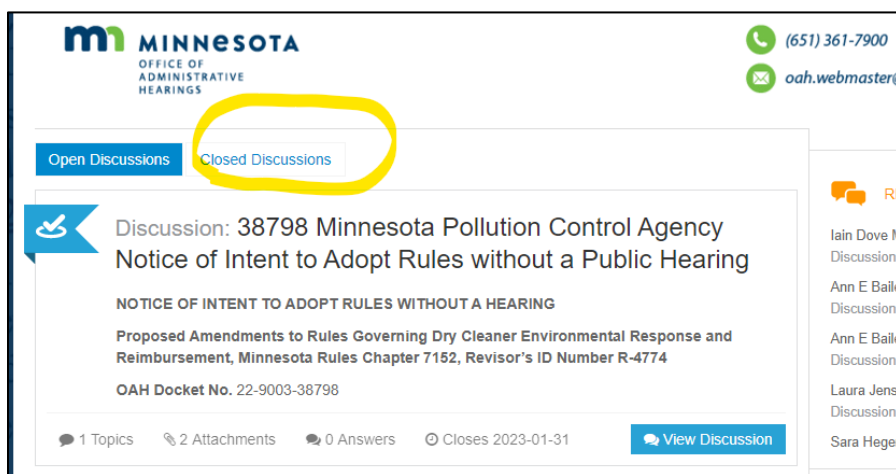 MINNESOTA
OFFICE OF
ADMINISTRATIVE
HEARINGS
(651) 361-7900
oah.webmaster@
Open Discussions
Closed Discussions
Discussion: 38798 Minnesota Pollution Control Agency
Notice of Intent to Adopt Rules without a Public Hearing
NOTICE OF INTENT TO ADOPT RULES WITHOUT A HEARING
Proposed Amendments to Rules Governing Dry Cleaner Environmental Response and
Reimbursement, Minnesota Rules Chapter 7152, Revisor's ID Number R-4774
OAH Docket No. 22-9003-38798
1 Topics 2 Attachments 0 Answers Closes 2023-01-31 View Discussion
Iain Dove
Discussion
Ann E
Discussion
Ann E
Discussion
Laura
Discussion
Sara